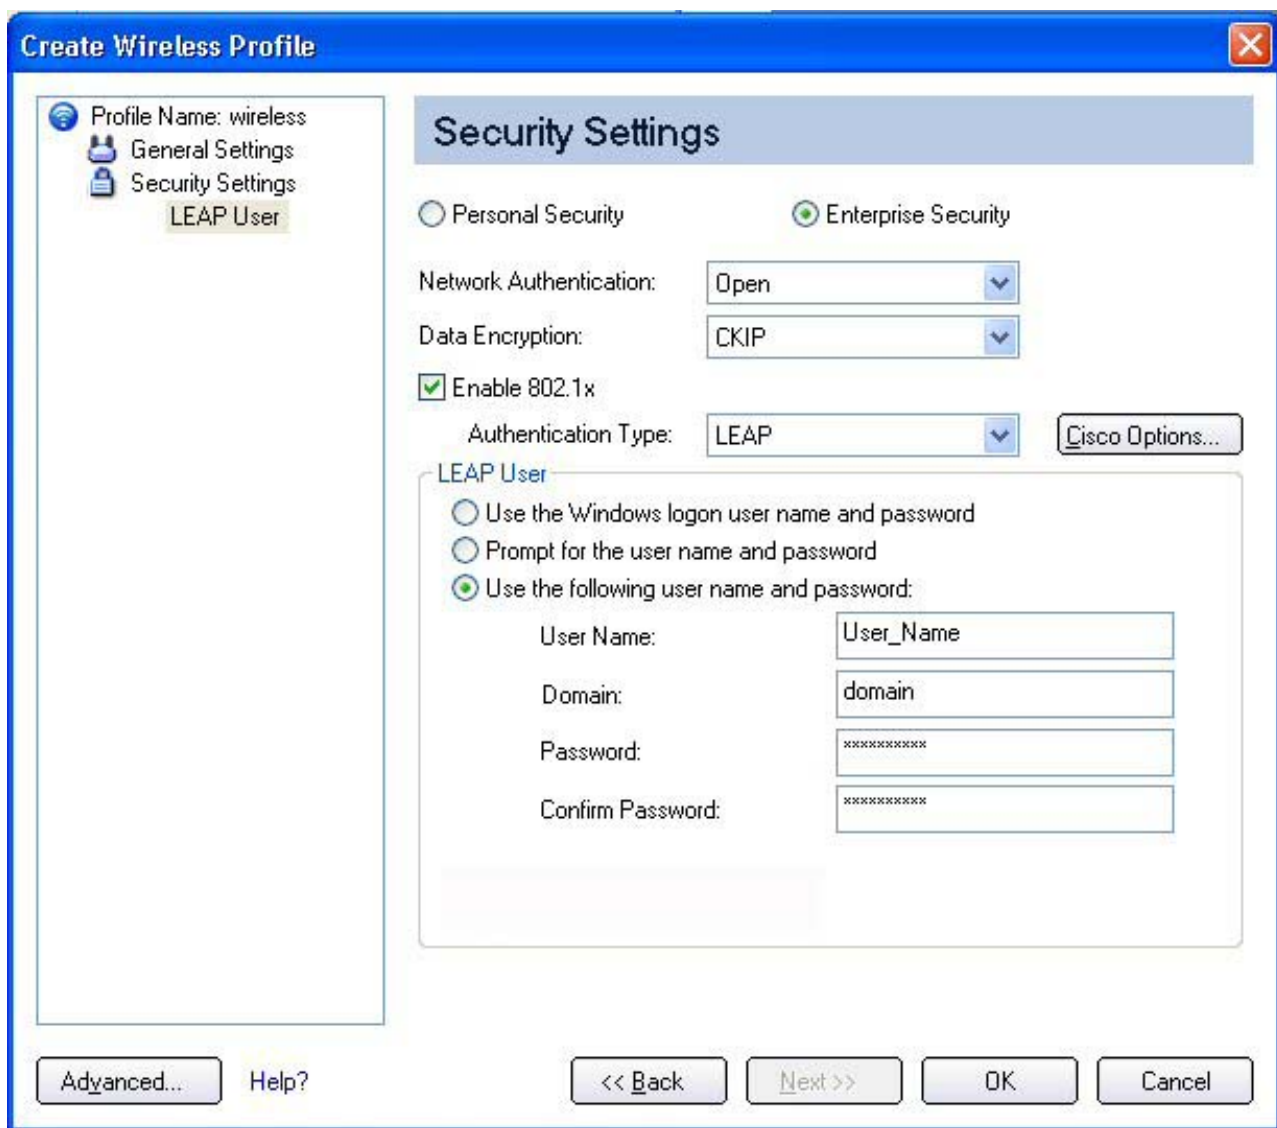 Create Wireless Profile
Profile Name: wireless
General Settings
Security Settings
LEAP User
Security Settings
Personal Security
Enterprise Security
Network Authentication:
Open
Data Encryption:
CKIP
Enable 802.1x
Authentication Type:
LEAP
Cisco Options...
LEAP User
Use the Windows logon user name and password
Prompt for the user name and password
Use the following user name and password:
User Name:
User_Name
Domain:
domain
Password:
**********
Confirm Password:
**********
Advanced...
Help?
<< Back
Next >>
OK
Cancel